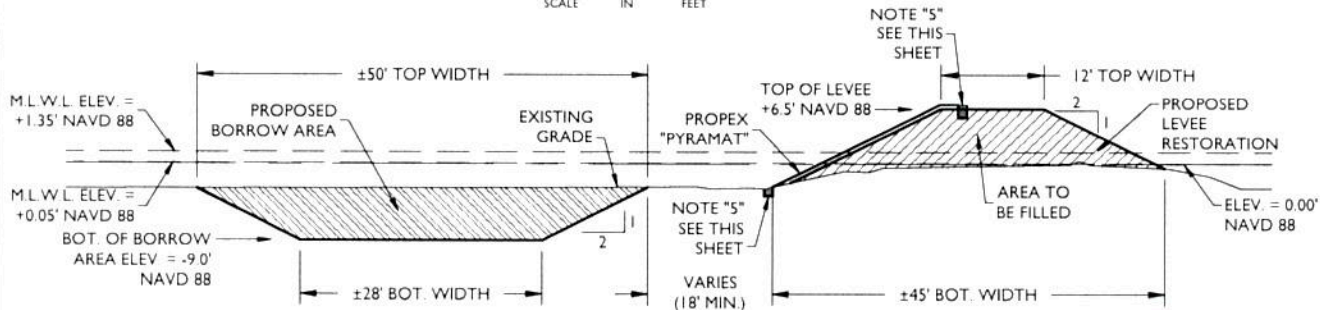 SCALE IN FEET
NOTE "5"
SEE THIS
SHEET
±50' TOP WIDTH
12' TOP WIDTH
M.L.W.L. ELEV. =
+1.35' NAVD 88
PROPOSED
BORROW AREA
EXISTING
GRADE
TOP OF LEVEE
+6.5' NAVD 88
PROPEX
"PYRAMAT"
2
1
PROPOSED
LEVEE
RESTORATION
M.L.W.L. ELEV. =
+0.05' NAVD 88
BOT. OF BORROW
AREA ELEV = -9.0'
NAVD 88
1
2
NOTE "5"
SEE THIS
SHEET
AREA TO
BE FILLED
ELEV. = 0.00'
NAVD 88
±28' BOT. WIDTH
VARIES
(18' MIN.)
±45' BOT. WIDTH